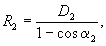 R₂ = D₂ / (1 − cos α₂),